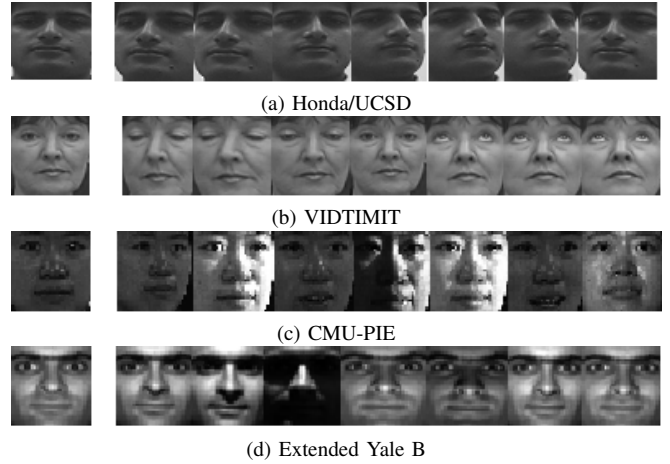 (a) Honda/UCSD
(b) VIDTIMIT
(c) CMU-PIE
(d) Extended Yale B